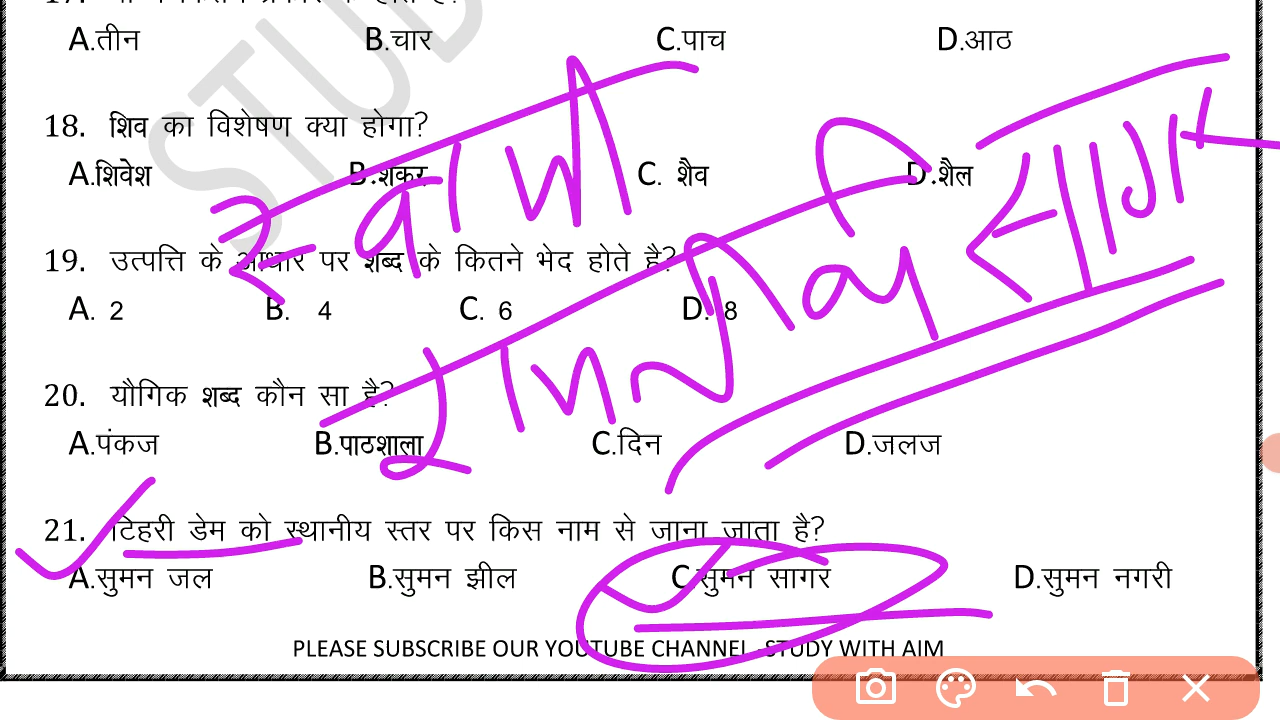 A.तीन B.चार C.पाच D.आठ
18. शिव का विशेषण क्या होगा?
A.शिवेश B.शकर C. शैव D.शैल
19. उत्पत्ति के आधार पर शब्द के कितने भेद होते है?
A. 2 B. 4 C. 6 D. 8
20. यौगिक शब्द कौन सा है?
A.पंकज B.पाठशाला C.दिन D.जलज
21. टिहरी डेम को स्थानीय स्तर पर किस नाम से जाना जाता है?
A.सुमन जल B.सुमन झील C.सुमन सागर D.सुमन नगरी
PLEASE SUBSCRIBE OUR YOUTUBE CHANNEL -STUDY WITH AIM
स्वामी
रामतीर्थ सागर
STUD